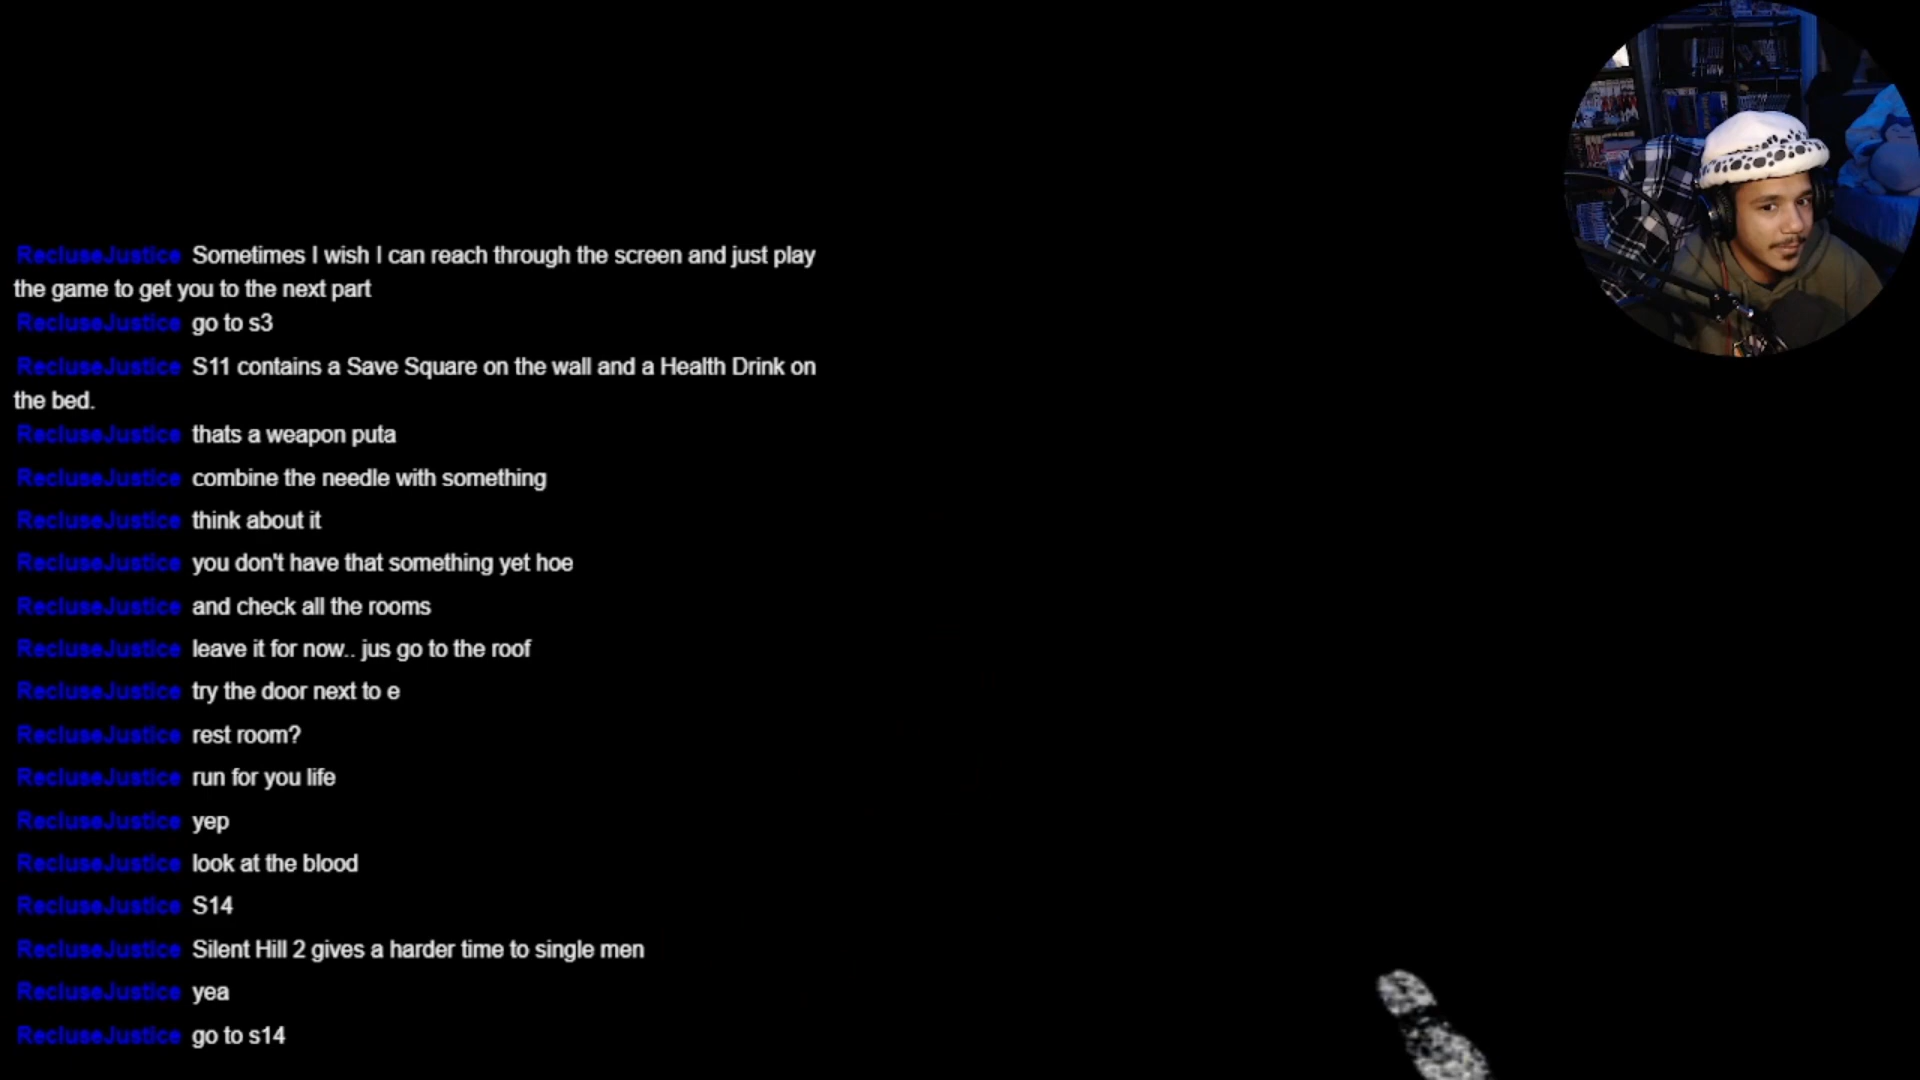 RecluseJustice Sometimes I wish I can reach through the screen and just play
the game to get you to the next part
RecluseJustice go to s3
RecluseJustice S11 contains a Save Square on the wall and a Health Drink on
the bed.
RecluseJustice thats a weapon puta
RecluseJustice combine the needle with something
RecluseJustice think about it
RecluseJustice you don't have that something yet hoe
RecluseJustice and check all the rooms
RecluseJustice leave it for now.. jus go to the roof
RecluseJustice try the door next to e
RecluseJustice rest room?
RecluseJustice run for you life
RecluseJustice yep
RecluseJustice look at the blood
RecluseJustice S14
RecluseJustice Silent Hill 2 gives a harder time to single men
RecluseJustice yea
RecluseJustice go to s14